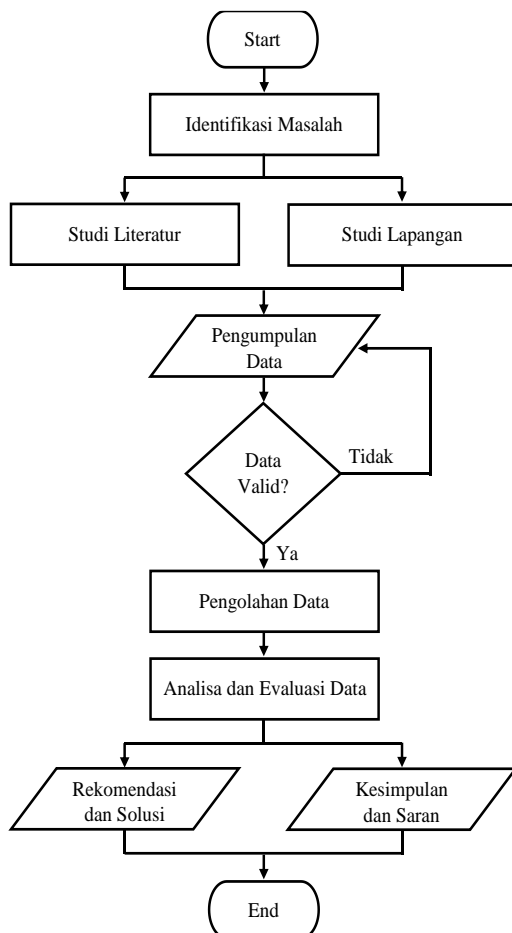 Start
Identifikasi Masalah
Studi Literatur
Studi Lapangan
Pengumpulan
Data
Data
Valid?
Tidak
Ya
Pengolahan Data
Analisa dan Evaluasi Data
Rekomendasi
dan Solusi
Kesimpulan
dan Saran
End